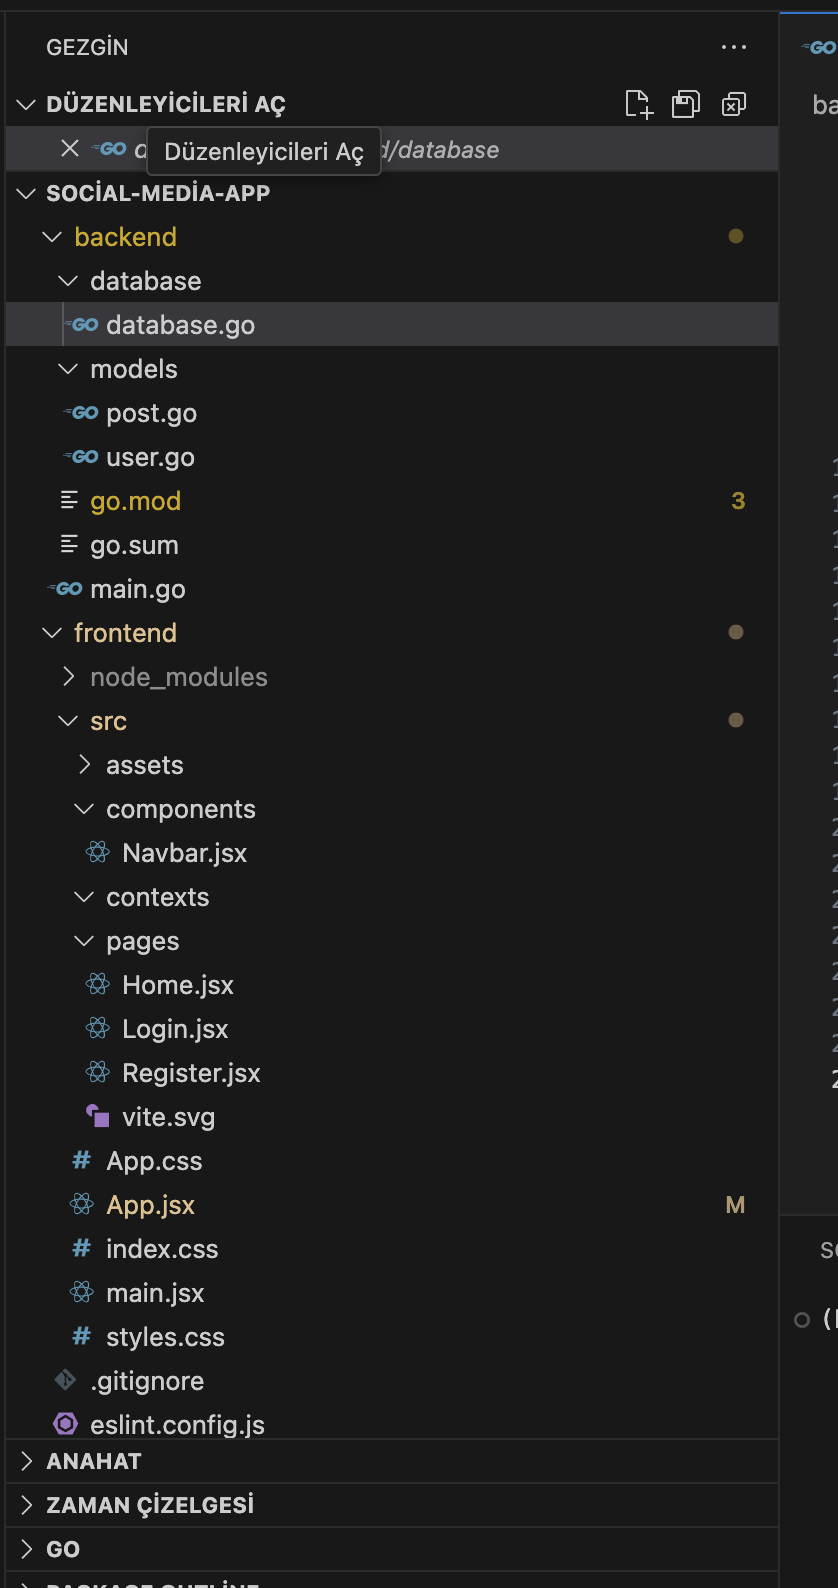 GEZGİN
DÜZENLEYİCİLERİ AÇ
GO
Düzenleyicileri Aç
/database
SOCİAL-MEDİA-APP
backend
database
GO database.go
models
GO post.go
GO user.go
go.mod 3
go.sum
GO main.go
frontend
node_modules
src
assets
components
Navbar.jsx
contexts
pages
Home.jsx
Login.jsx
Register.jsx
vite.svg
# App.css
App.jsx M
# index.css
main.jsx
# styles.css
.gitignore
eslint.config.js
ANAHAT
ZAMAN ÇİZELGESİ
GO
PACKAGE OUTLİNE
GO
ba